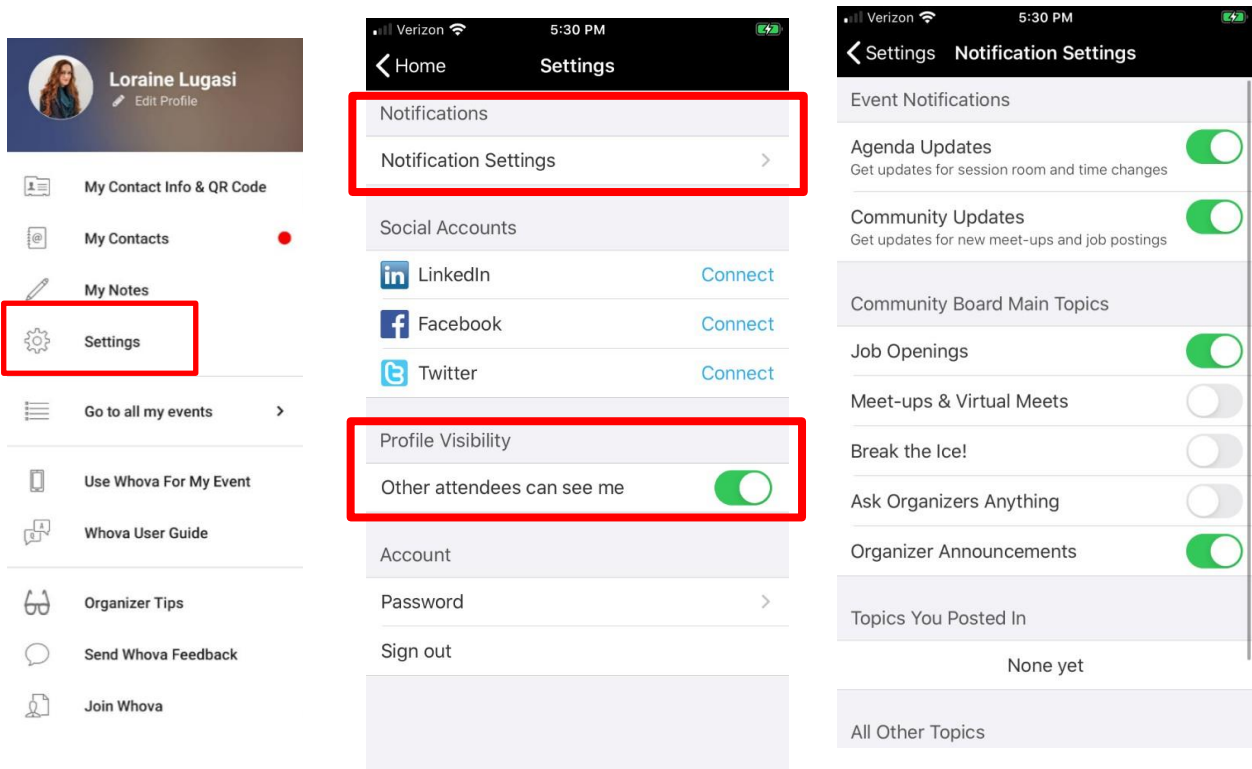 Loraine Lugasi
Edit Profile
My Contact Info & QR Code
My Contacts
My Notes
Settings
Go to all my events
Use Whova For My Event
Whova User Guide
Organizer Tips
Send Whova Feedback
Join Whova
Verizon 5:30 PM
Home Settings
Notifications
Notification Settings
Social Accounts
in LinkedIn Connect
f Facebook Connect
Twitter Connect
Profile Visibility
Other attendees can see me
Account
Password
Sign out
Verizon 5:30 PM
Settings Notification Settings
Event Notifications
Agenda Updates
Get updates for session room and time changes
Community Updates
Get updates for new meet-ups and job postings
Community Board Main Topics
Job Openings
Meet-ups & Virtual Meets
Break the Ice!
Ask Organizers Anything
Organizer Announcements
Topics You Posted In
None yet
All Other Topics